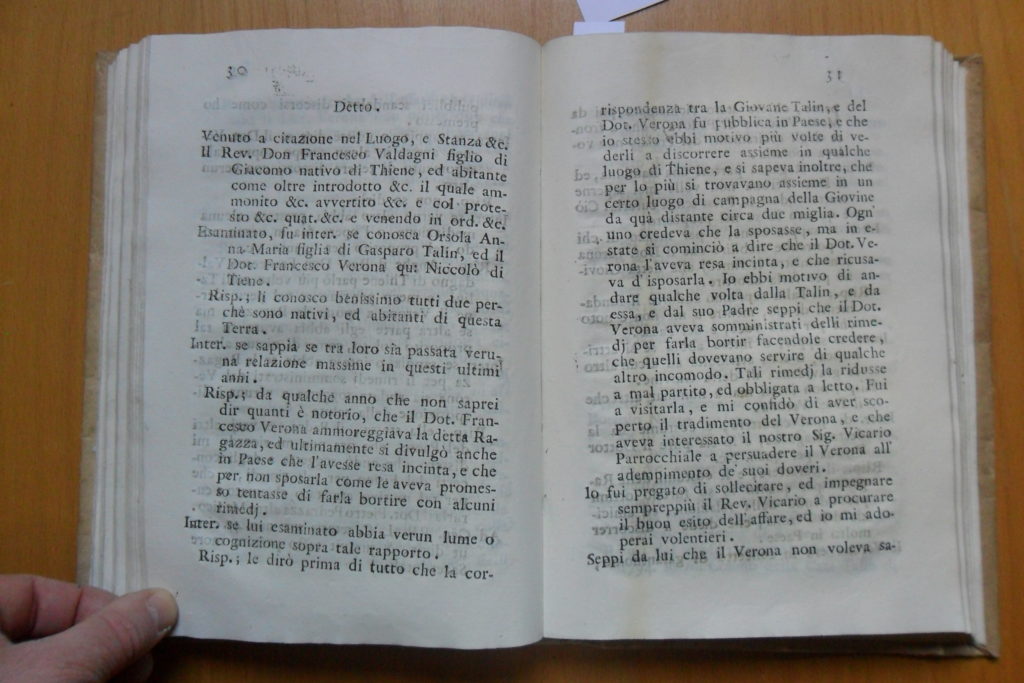 30
Detto.
Venuto a citazione nel Luogo, e Stanza &c.
Il Rev. Don Francesco Valdagni figlio di
Giacomo nativo di Thiene, ed abitante
come oltre introdotto &c. il quale am-
monito &c. avvertito &c. e col prote-
sto &c. quat. &c. e venendo in ord. &c.
Esaminato, fu inter. se conosca Orsola An-
na Maria figlia di Gasparo Talin, ed il
Dot. Francesco Verona qu: Niccolò di
Tiene.
Risp.; li conosco benissimo tutti due per-
chè sono nativi, ed abitanti di questa
Terra.
Inter. se sappia se tra loro sia passata veru-
na relazione massime in questi ultimi
anni.
Risp.; da qualche anno che non saprei
dir quanti è notorio, che il Dot. Fran-
cesco Verona ammoreggiava la detta Ra-
gazza, ed ultimamente si divulgò anche
in Paese che l'avesse resa incinta, e che
per non sposarla come le aveva promes-
so tentasse di farla bortire con alcuni
rimedj.
Inter. se lui esaminato abbia verun lume o
cognizione sopra tale rapporto.
Risp.; le dirò prima di tutto che la cor-
31
rispondenza tra la Giovane Talin, e del
Dot. Verona fu pubblica in Paese, e che
io stesso ebbi motivo più volte di ve-
derli a discorrere assieme in qualche
luogo di Thiene, e si sapeva inoltre, che
per lo più si trovavano assieme in un
certo luogo di campagna della Giovine
da quà distante circa due miglia. Ogn'
uno credeva che la sposasse, ma in e-
state si cominciò a dire che il Dot. Ve-
rona l'aveva resa incinta, e che ricusa-
va d'isposarla. Io ebbi motivo di an-
dare qualche volta dalla Talin, e da
essa, e dal suo Padre seppi che il Dot.
Verona aveva somministrati delli rime-
dj per farla bortir facendole credere,
che quelli dovevano servire di qualche
altro incomodo. Tali rimedj la ridusse
a mal partito, ed obbligata a letto. Fui
a visitarla, e mi confidò di aver sco-
perto il tradimento del Verona, e che
aveva interessato il nostro Sig. Vicario
Parrocchiale a persuadere il Verona all'
adempimento de' suoi doveri.
Io fui pregato di sollecitare, ed impegnare
sempreppiù il Rev. Vicario a procurare
il buon esito dell'affare, ed io mi ado-
perai volentieri.
Seppi da lui che il Verona non voleva sa-